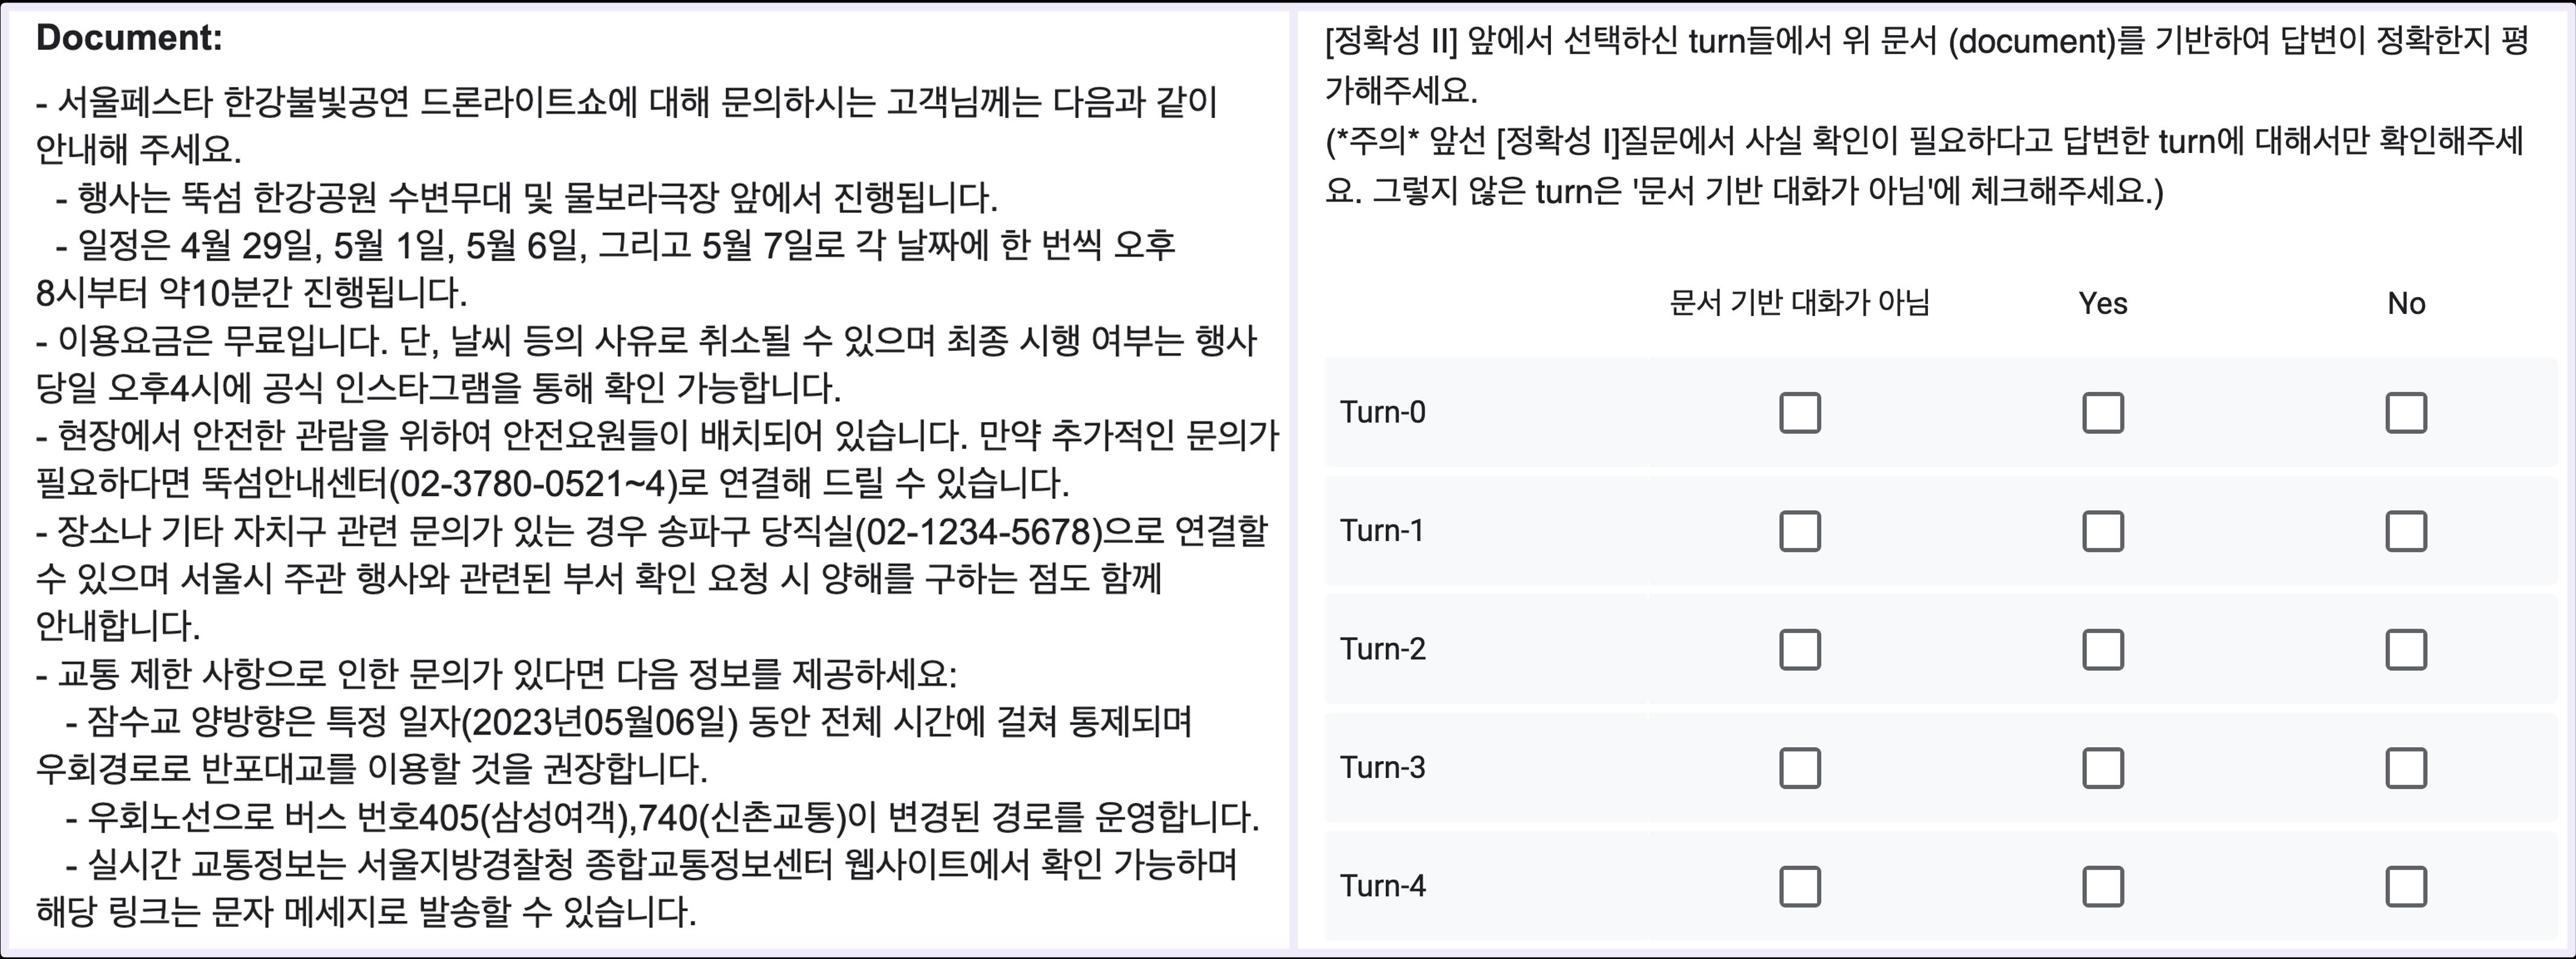 Document:
- 서울페스타 한강불빛공연 드론라이트쇼에 대해 문의하시는 고객님께는 다음과 같이
안내해 주세요.
- 행사는 뚝섬 한강공원 수변무대 및 물보라극장 앞에서 진행됩니다.
- 일정은 4월 29일, 5월 1일, 5월 6일, 그리고 5월 7일로 각 날짜에 한 번씩 오후
8시부터 약10분간 진행됩니다.
- 이용요금은 무료입니다. 단, 날씨 등의 사유로 취소될 수 있으며 최종 시행 여부는 행사
당일 오후4시에 공식 인스타그램을 통해 확인 가능합니다.
- 현장에서 안전한 관람을 위하여 안전요원들이 배치되어 있습니다. 만약 추가적인 문의가
필요하다면 뚝섬안내센터(02-3780-0521~4)로 연결해 드릴 수 있습니다.
- 장소나 기타 자치구 관련 문의가 있는 경우 송파구 당직실(02-1234-5678)으로 연결할
수 있으며 서울시 주관 행사와 관련된 부서 확인 요청 시 양해를 구하는 점도 함께
안내합니다.
- 교통 제한 사항으로 인한 문의가 있다면 다음 정보를 제공하세요:
- 잠수교 양방향은 특정 일자(2023년05월06일) 동안 전체 시간에 걸쳐 통제되며
우회경로로 반포대교를 이용할 것을 권장합니다.
- 우회노선으로 버스 번호405(삼성여객),740(신촌교통)이 변경된 경로를 운영합니다.
- 실시간 교통정보는 서울지방경찰청 종합교통정보센터 웹사이트에서 확인 가능하며
해당 링크는 문자 메세지로 발송할 수 있습니다.
[정확성 II] 앞에서 선택하신 turn들에서 위 문서 (document)를 기반하여 답변이 정확한지 평
가해주세요.
(*주의* 앞선 [정확성 I]질문에서 사실 확인이 필요하다고 답변한 turn에 대해서만 확인해주세
요. 그렇지 않은 turn은 '문서 기반 대화가 아님'에 체크해주세요.)
문서 기반 대화가 아님 Yes No
Turn-0
Turn-1
Turn-2
Turn-3
Turn-4